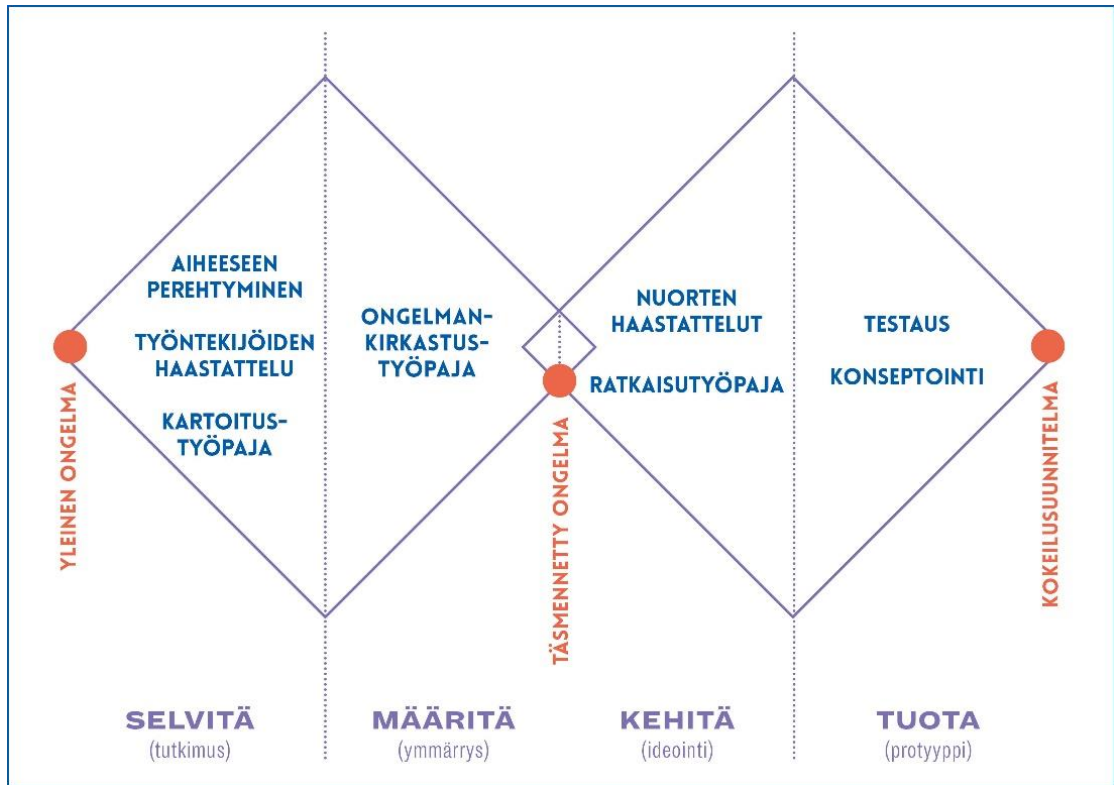 AIHEESEEN
PEREHTYMINEN
TYÖNTEKIJÖIDEN
HAASTATTELU
KARTOITUS-
TYÖPAJA
ONGELMAN-
KIRKASTUS-
TYÖPAJA
NUORTEN
HAASTATTELUT
RATKAISUTYÖPAJA
TESTAUS
KONSEPTOINTI
YLEINEN ONGELMA
TÄSMENNETTY ONGELMA
KOKEILUSUUNNITELMA
SELVITÄ
(tutkimus)
MÄÄRITÄ
(ymmärrys)
KEHITÄ
(ideointi)
TUOTA
(protyyppi)